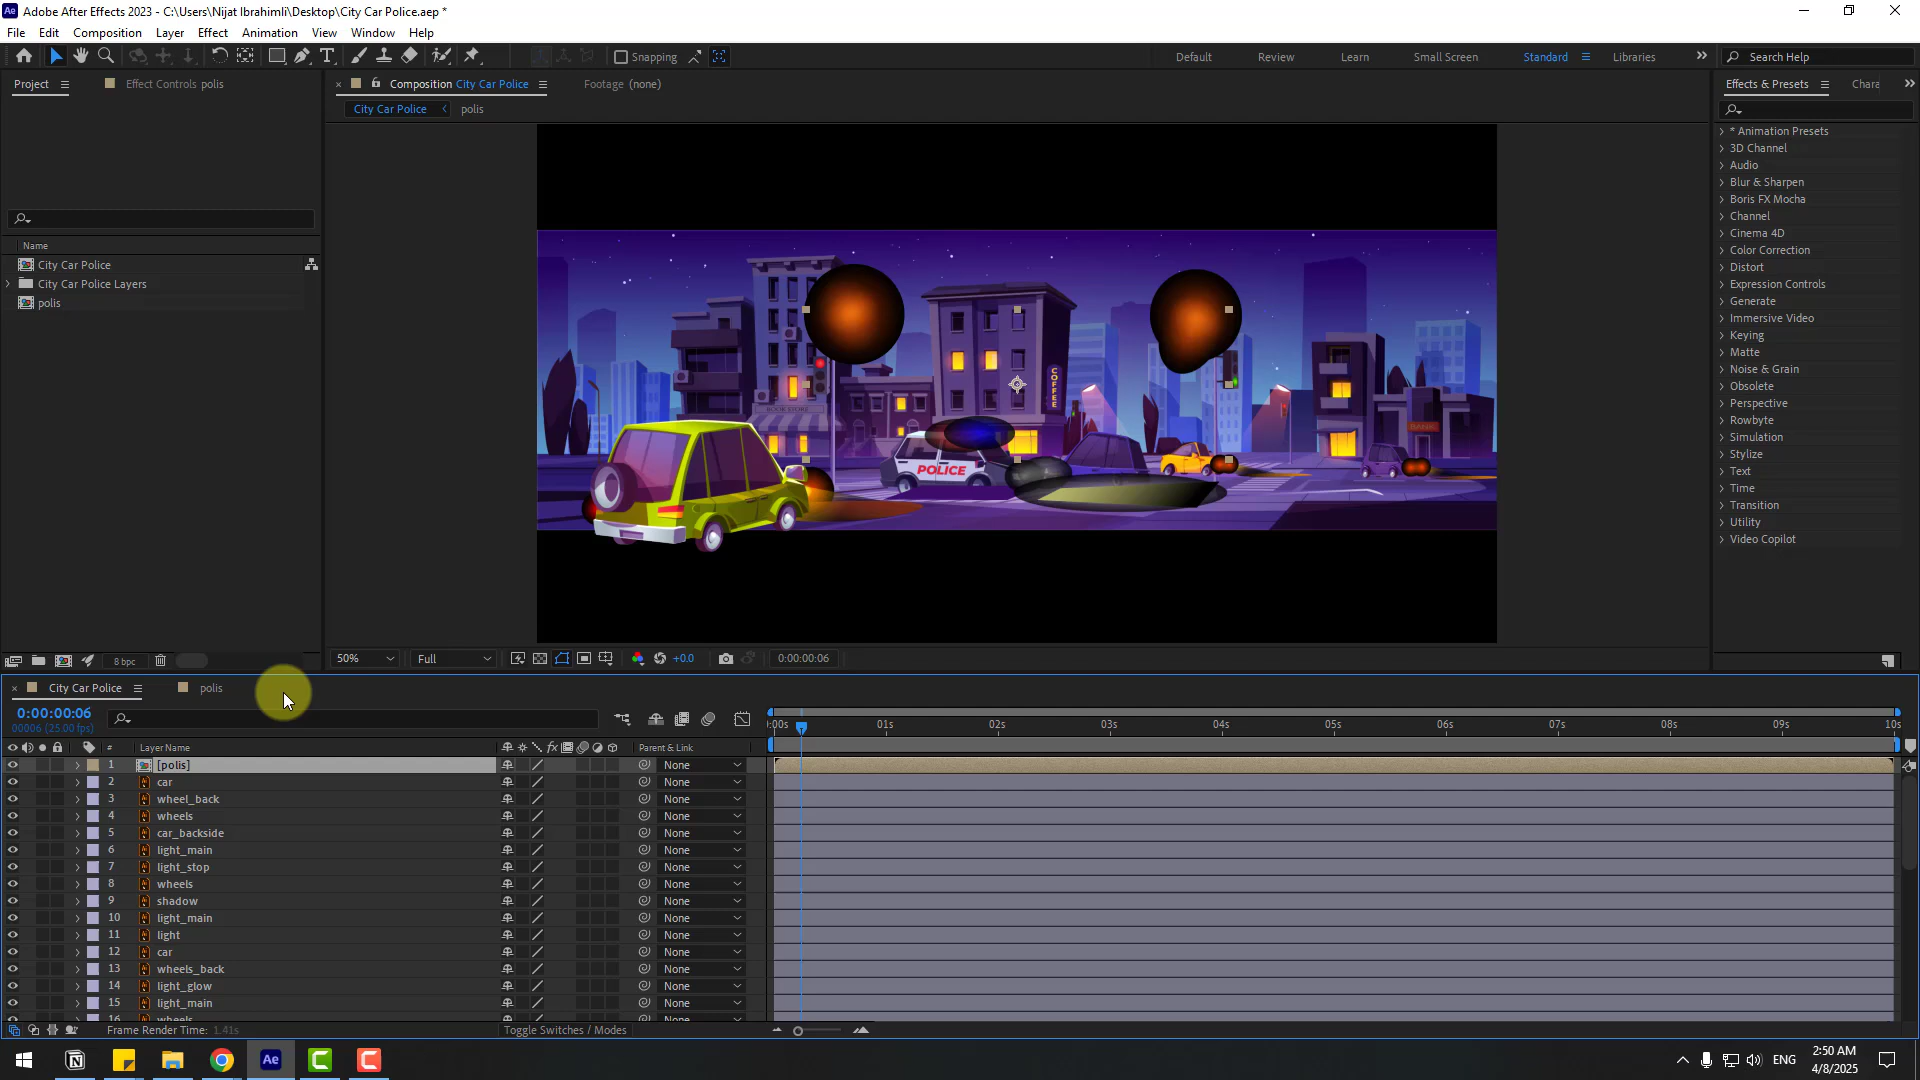 Adobe After Effects 2023 - C:\Users\Nijat Ibrahimli\Desktop\City Car Police.aep *
File Edit Composition Layer Effect Animation View Window Help
Snapping Default Review Learn Small Screen Standard Libraries Search Help
Project Effect Controls polis Composition City Car Police Footage (none) Effects & Presets Chara
City Car Police polis
* Animation Presets
3D Channel
Audio
Blur & Sharpen
Boris FX Mocha
Channel
Cinema 4D
Color Correction
Distort
Expression Controls
Generate
Immersive Video
Keying
Matte
Noise & Grain
Obsolete
Perspective
Rowbyte
Simulation
Stylize
Text
Time
Transition
Utility
Video Copilot
Name
City Car Police
City Car Police Layers
polis
COFFEE
BOOK STORE
BANK
POLICE
8 bpc 50% Full +0.0 0:00:00:06
City Car Police polis
0:00:00:06
00006 (25.00 fps)
:00s 01s 02s 03s 04s 05s 06s 07s 08s 09s 10s
# Layer Name Parent & Link
1 [polis] None
2 car None
3 wheel_back None
4 wheels None
5 car_backside None
6 light_main None
7 light_stop None
8 wheels None
9 shadow None
10 light_main None
11 light None
12 car None
13 wheels_back None
14 light_glow None
15 light_main None
16 wheels None
Frame Render Time: 1.41s Toggle Switches / Modes
ENG 2:50 AM
4/8/2025